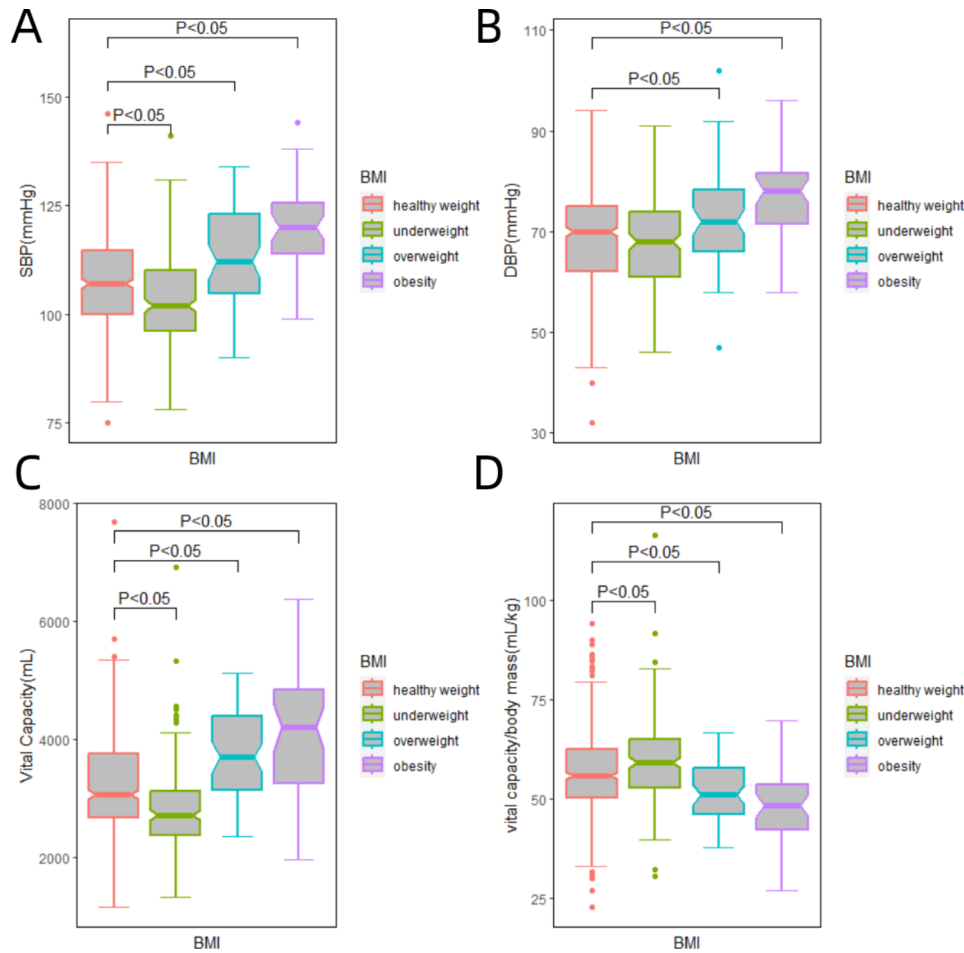 A
P<0.05
P<0.05
P<0.05
150
125
100
75
SBP(mmHg)
BMI
BMI
healthy weight
underweight
overweight
obesity
B
P<0.05
P<0.05
110
90
70
50
30
DBP(mmHg)
BMI
BMI
healthy weight
underweight
overweight
obesity
C
P<0.05
P<0.05
P<0.05
8000
6000
4000
2000
Vital Capacity(mL)
BMI
BMI
healthy weight
underweight
overweight
obesity
D
P<0.05
P<0.05
P<0.05
100
75
50
25
vital capacity/body mass(mL/kg)
BMI
BMI
healthy weight
underweight
overweight
obesity